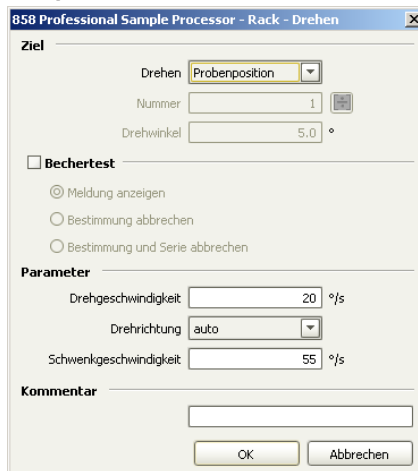 858 Professional Sample Processor - Rack - Drehen
Ziel
Drehen Probenposition
Nummer 1
Drehwinkel 5.0 °
Bechertest
Meldung anzeigen
Bestimmung abbrechen
Bestimmung und Serie abbrechen
Parameter
Drehgeschwindigkeit 20 °/s
Drehrichtung auto
Schwenkgeschwindigkeit 55 °/s
Kommentar
OK Abbrechen